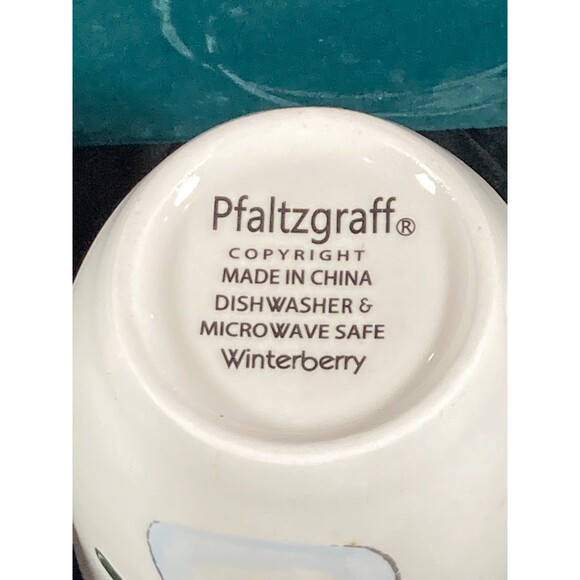 Pfaltzgraff®
COPYRIGHT
MADE IN CHINA
DISHWASHER &
MICROWAVE SAFE
Winterberry